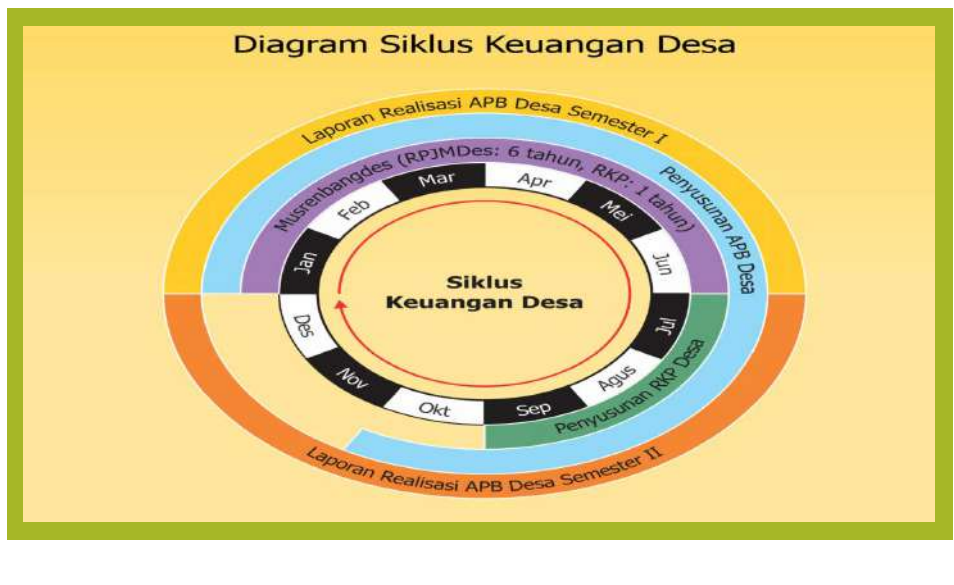 Diagram Siklus Keuangan Desa
Laporan Realisasi APB Desa Semester I
Penyusunan APB Desa
Musrenbangdes (RPJMDes: 6 tahun, RKP: 1 tahun)
Jan
Feb
Mar
Apr
Mei
Jun
Jul
Agus
Sep
Okt
Nov
Des
Siklus
Keuangan Desa
Penyusunan RKP Desa
Laporan Realisasi APB Desa Semester II